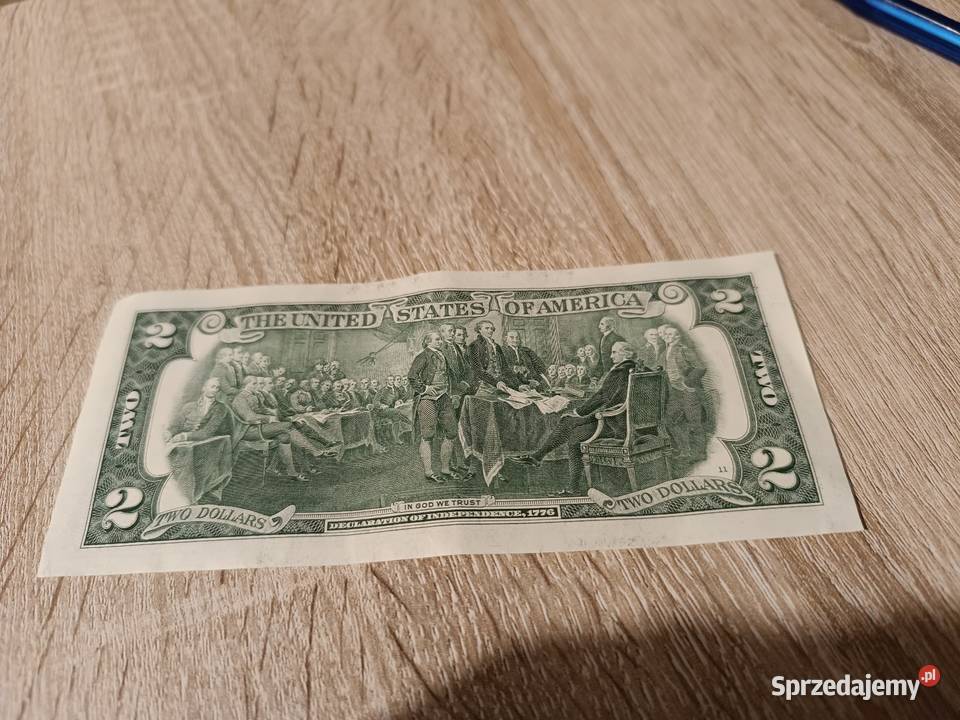 2
2
THE UNITED STATES OF AMERICA
TWO
TWO
11
2
2
TWO DOLLARS
IN GOD WE TRUST
TWO DOLLARS
DECLARATION OF INDEPENDENCE, 1776
Sprzedajemy.pl